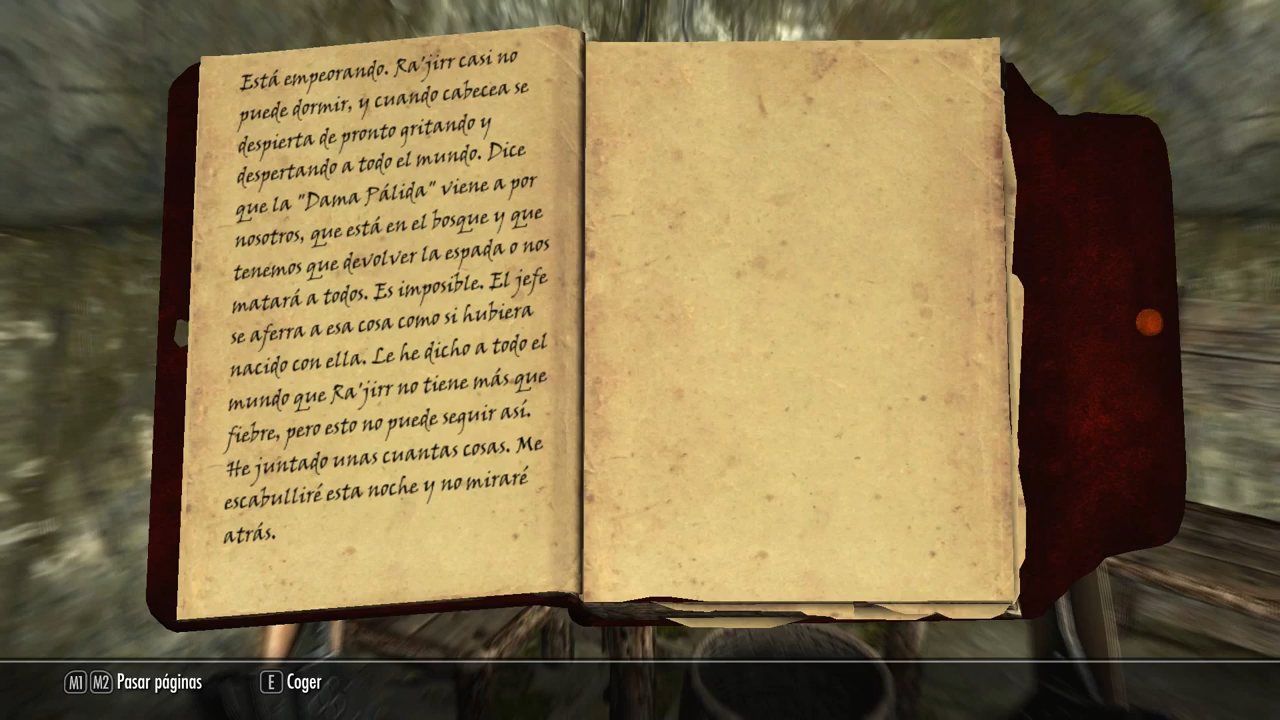 Está empeorando. Ra'jirr casi no
puede dormir, y cuando cabecea se
despierta de pronto gritando y
despertando a todo el mundo. Dice
que la "Dama Pálida" viene a por
nosotros, que está en el bosque y que
tenemos que devolver la espada o nos
matará a todos. Es imposible. El jefe
se aferra a esa cosa como si hubiera
nacido con ella. Le he dicho a todo el
mundo que Ra'jirr no tiene más que
fiebre, pero esto no puede seguir así.
He juntado unas cuantas cosas. Me
escabulliré esta noche y no miraré
atrás.
M1 M2 Pasar páginas E Coger